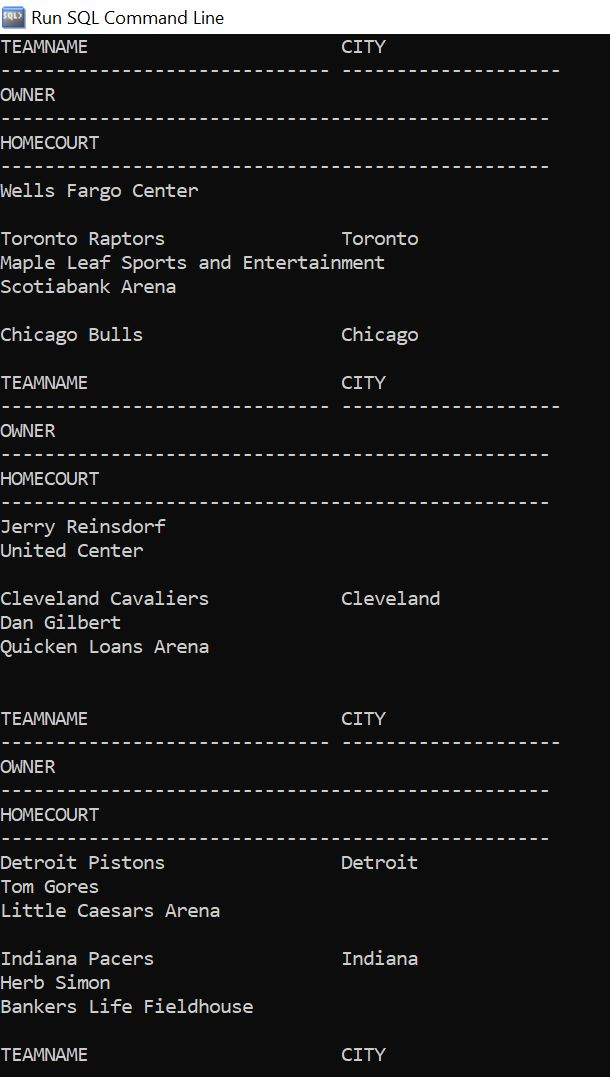 SQL> Run SQL Command Line
TEAMNAME                       CITY
------------------------------ --------------------
OWNER
--------------------------------------------------
HOMECOURT
--------------------------------------------------
Wells Fargo Center

Toronto Raptors                Toronto
Maple Leaf Sports and Entertainment
Scotiabank Arena

Chicago Bulls                  Chicago

TEAMNAME                       CITY
------------------------------ --------------------
OWNER
--------------------------------------------------
HOMECOURT
--------------------------------------------------
Jerry Reinsdorf
United Center

Cleveland Cavaliers            Cleveland
Dan Gilbert
Quicken Loans Arena


TEAMNAME                       CITY
------------------------------ --------------------
OWNER
--------------------------------------------------
HOMECOURT
--------------------------------------------------
Detroit Pistons                Detroit
Tom Gores
Little Caesars Arena

Indiana Pacers                 Indiana
Herb Simon
Bankers Life Fieldhouse

TEAMNAME                       CITY